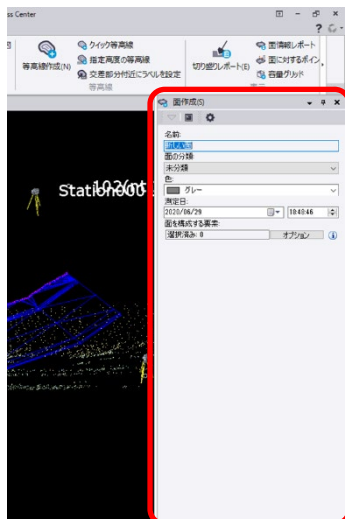 ss Center
等高線作成(N)
クイック等高線
指定高度の等高線
交差部分付近にラベルを設定
等高線
切り盛りレポート(E)
面情報レポート
面に対するポイン
容量グリッド
面作成(S)
名前:
新しい面
面の分類:
未分類
色:
グレー
測定日:
2020/06/29
18:48:46
面を構成する要素:
選択済み: 0
オプション